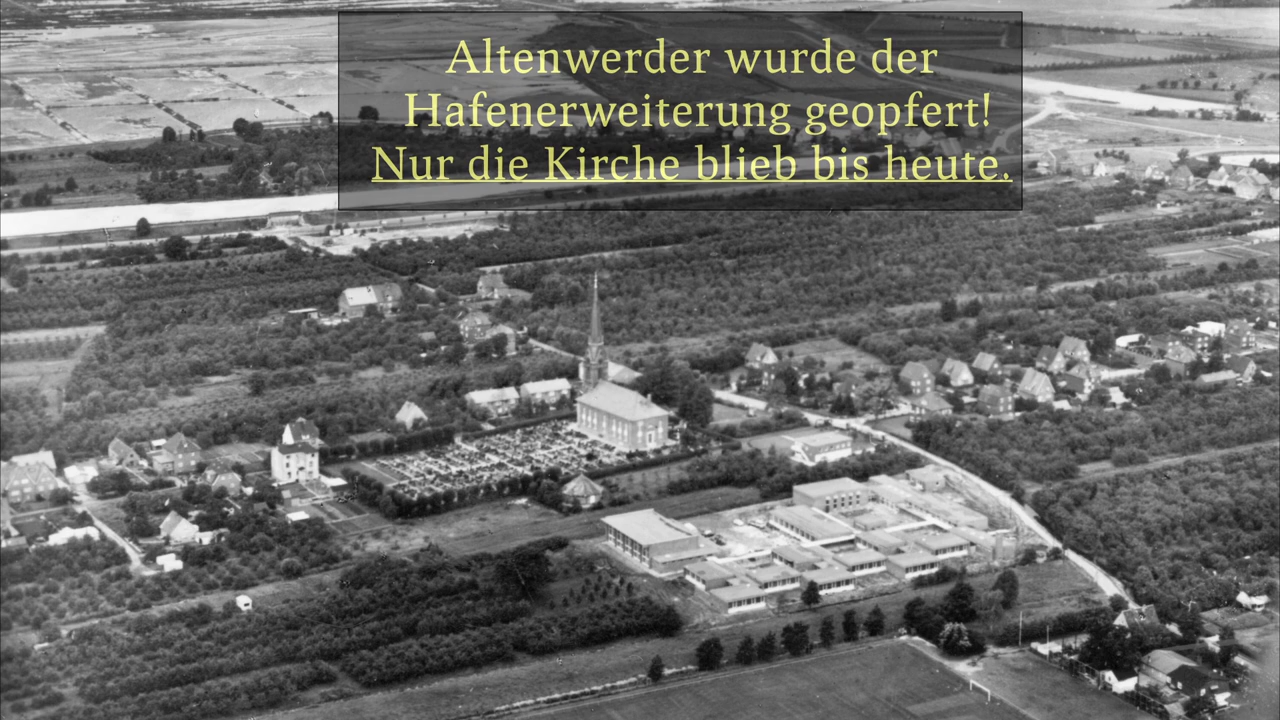 Altenwerder wurde der
Hafenerweiterung geopfert!
Nur die Kirche blieb bis heute.